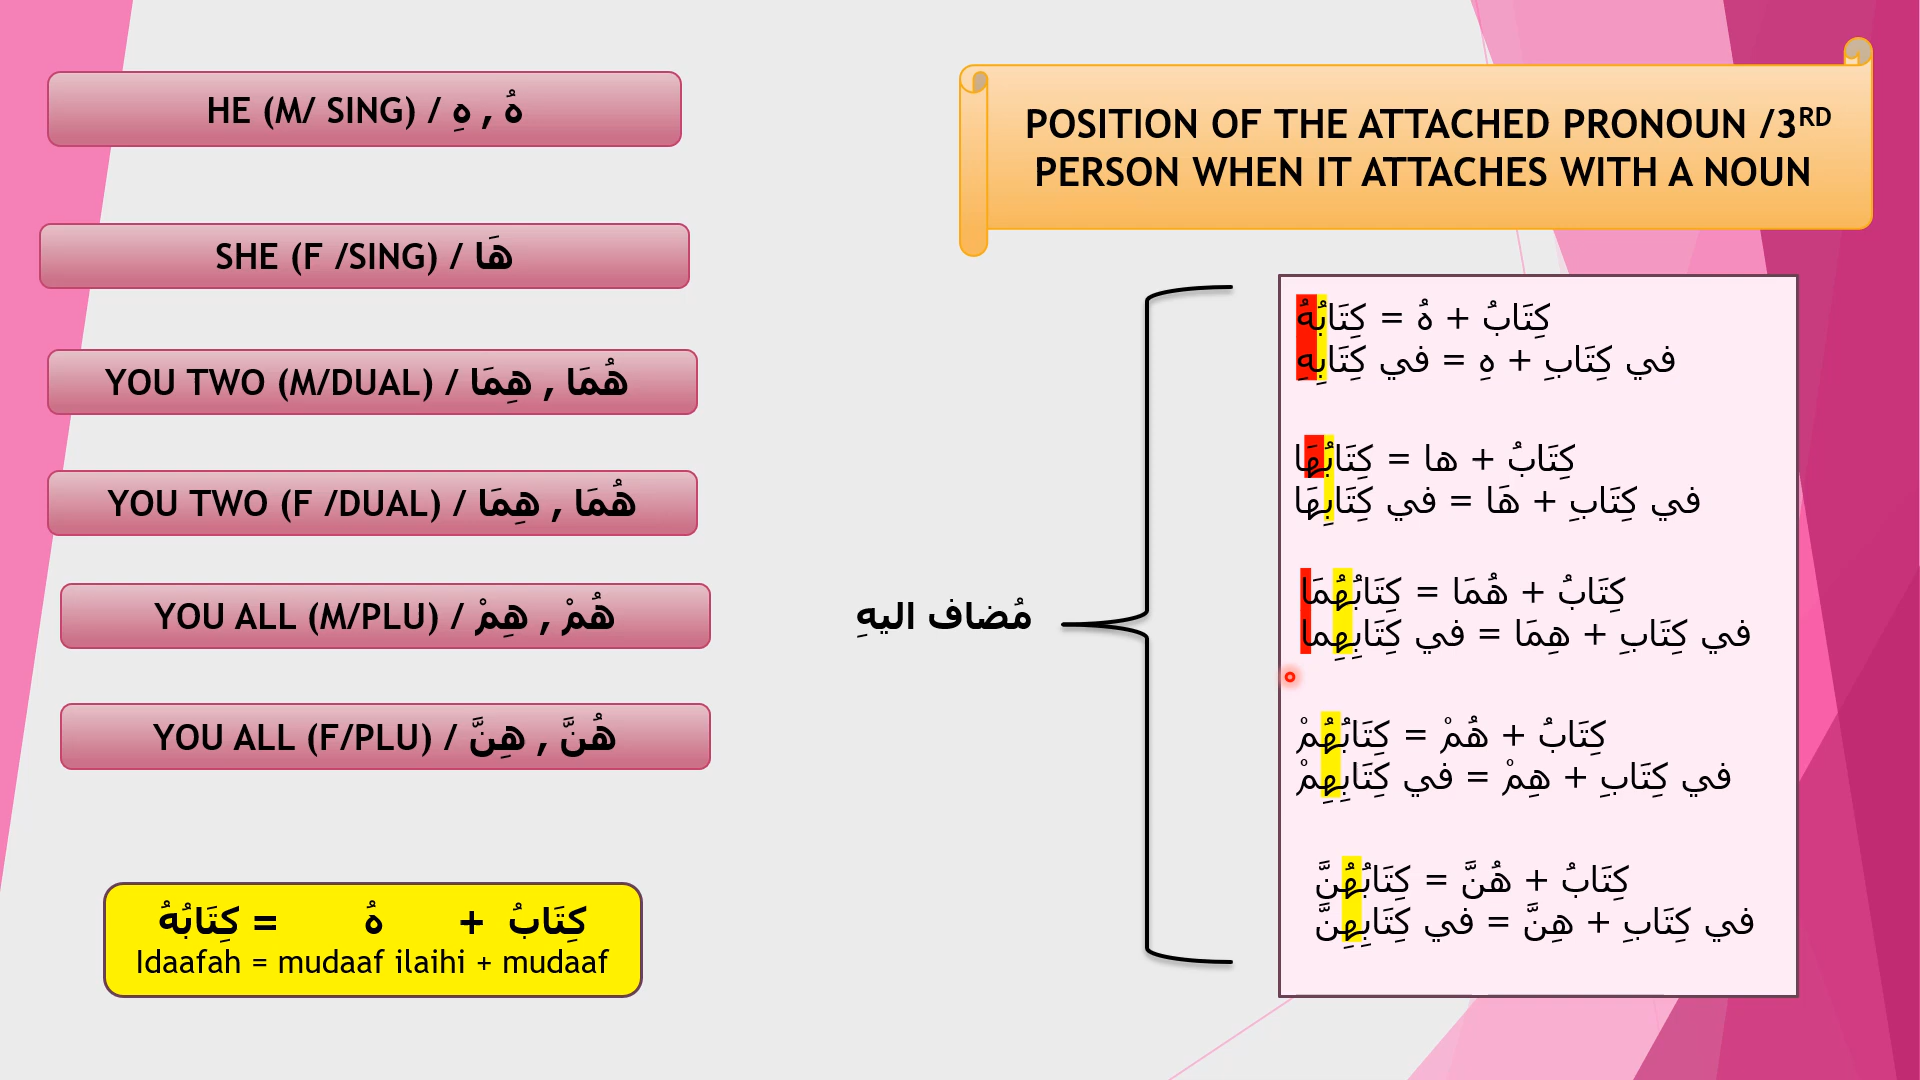 HE (M/ SING) / هُ , هِ
POSITION OF THE ATTACHED PRONOUN /3RD
PERSON WHEN IT ATTACHES WITH A NOUN
SHE (F /SING) / هَا
YOU TWO (M/DUAL) / هُمَا , هِمَا
YOU TWO (F /DUAL) / هُمَا , هِمَا
YOU ALL (M/PLU) / هُمْ , هِمْ
YOU ALL (F/PLU) / هُنَّ , هِنَّ
كِتَابُ + هُ = كِتَابُهُ
Idaafah = mudaaf ilaihi + mudaaf
مُضاف اليهِ
كِتَابُ + هُ = كِتَابُهُ
في كِتَابِ + هِ = في كِتَابِهِ
كِتَابُ + ها = كِتَابُهَا
في كِتَابِ + هَا = في كِتَابِهَا
كِتَابُ + هُمَا = كِتَابُهُمَا
في كِتَابِ + هِمَا = في كِتَابِهِما
كِتَابُ + هُمْ = كِتَابُهُمْ
في كِتَابِ + هِمْ = في كِتَابِهِمْ
كِتَابُ + هُنَّ = كِتَابُهُنَّ
في كِتَابِ + هِنَّ = في كِتَابِهِنَّ